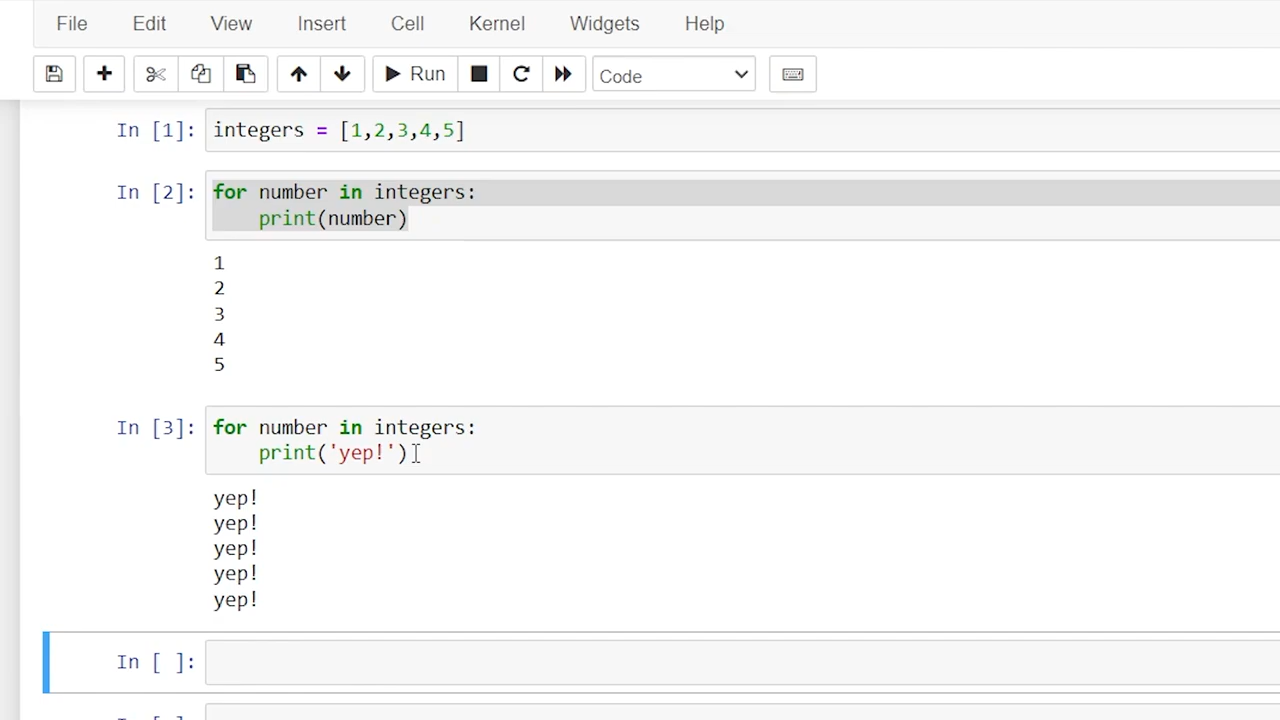 File Edit View Insert Cell Kernel Widgets Help
Run Code
In [1]: integers = [1,2,3,4,5]
In [2]: for number in integers:
    print(number)
1
2
3
4
5
In [3]: for number in integers:
    print('yep!')
yep!
yep!
yep!
yep!
yep!
In [ ]: